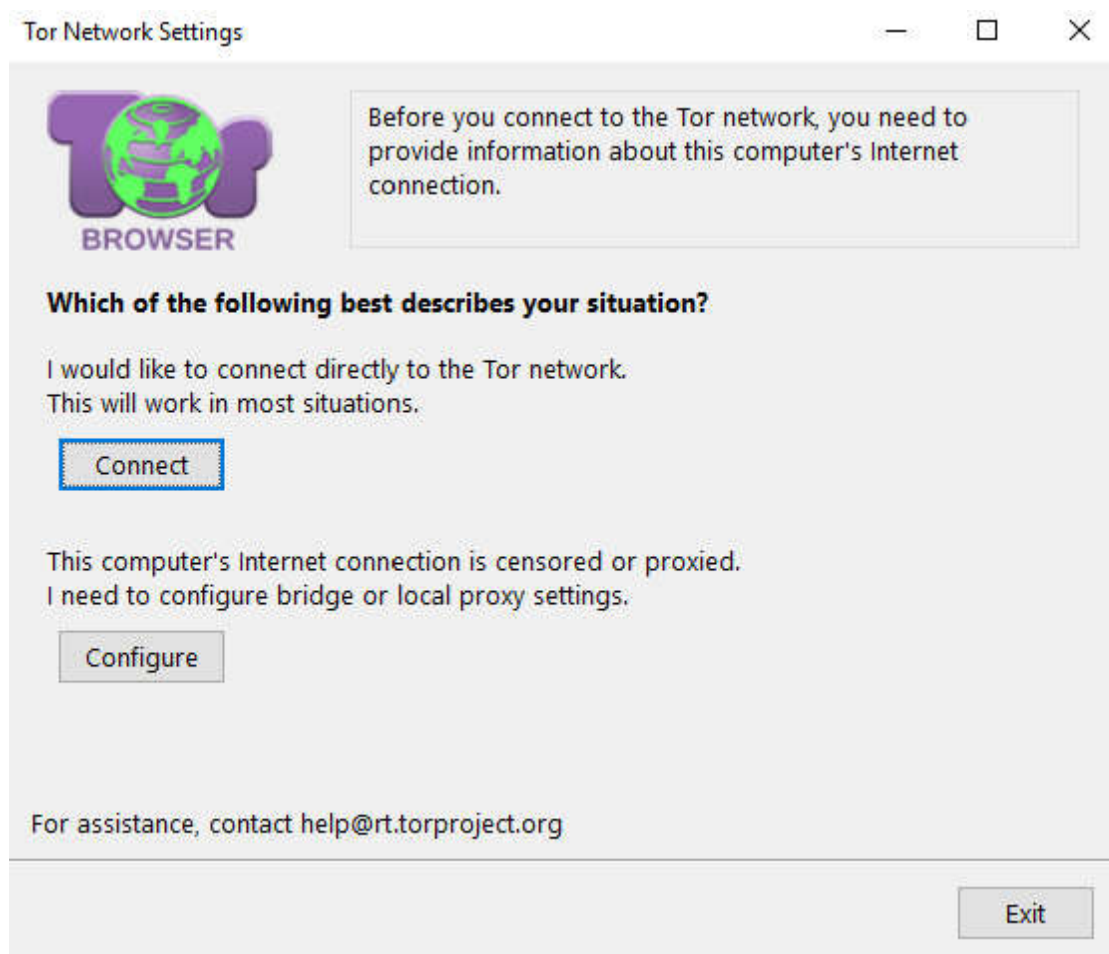 Tor Network Settings
Tor
BROWSER
Before you connect to the Tor network, you need to
provide information about this computer's Internet
connection.
Which of the following best describes your situation?
I would like to connect directly to the Tor network.
This will work in most situations.
Connect
This computer's Internet connection is censored or proxied.
I need to configure bridge or local proxy settings.
Configure
For assistance, contact help@rt.torproject.org
Exit